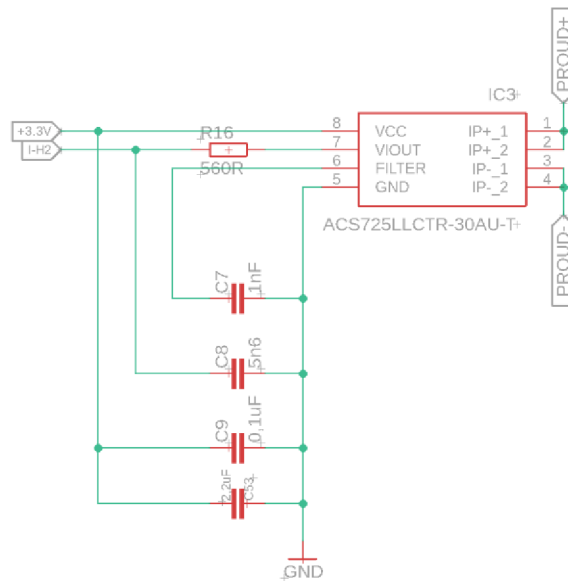 PROUD+
IC3
+3.3V
I-H2
R16
560R
8 VCC IP+_1 1
7 VIOUT IP+_2 2
6 FILTER IP-_1 3
5 GND IP-_2 4
ACS725LLCTR-30AU-T
PROUD-
C7
1nF
C8
5n6
C9
0,1uF
2.2uF
C53
GND